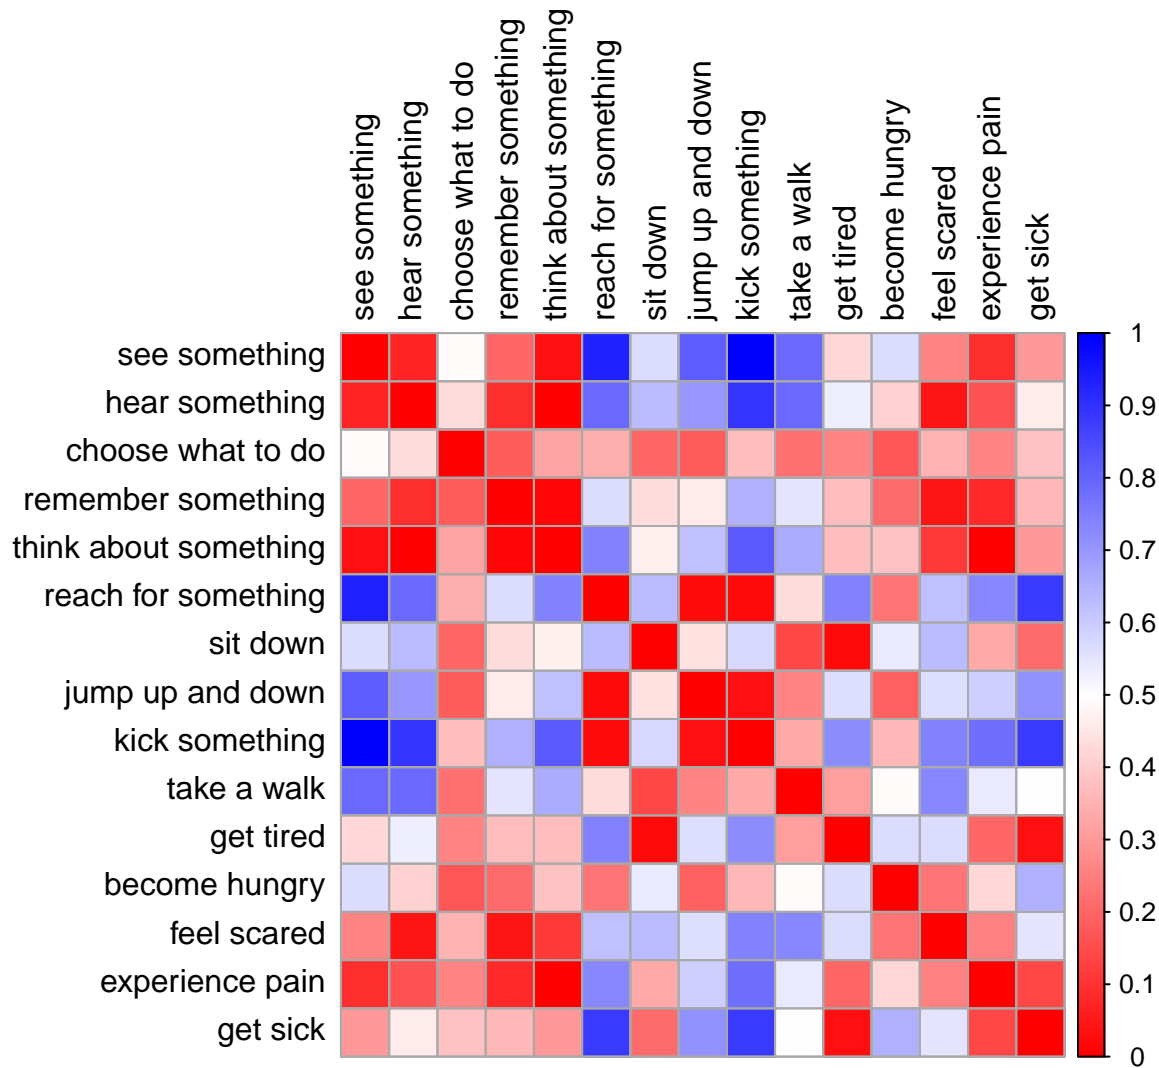 see something
hear something
choose what to do
remember something
think about something
reach for something
sit down
jump up and down
kick something
take a walk
get tired
become hungry
feel scared
experience pain
get sick
see something
hear something
choose what to do
remember something
think about something
reach for something
sit down
jump up and down
kick something
take a walk
get tired
become hungry
feel scared
experience pain
get sick
1
0.9
0.8
0.7
0.6
0.5
0.4
0.3
0.2
0.1
0